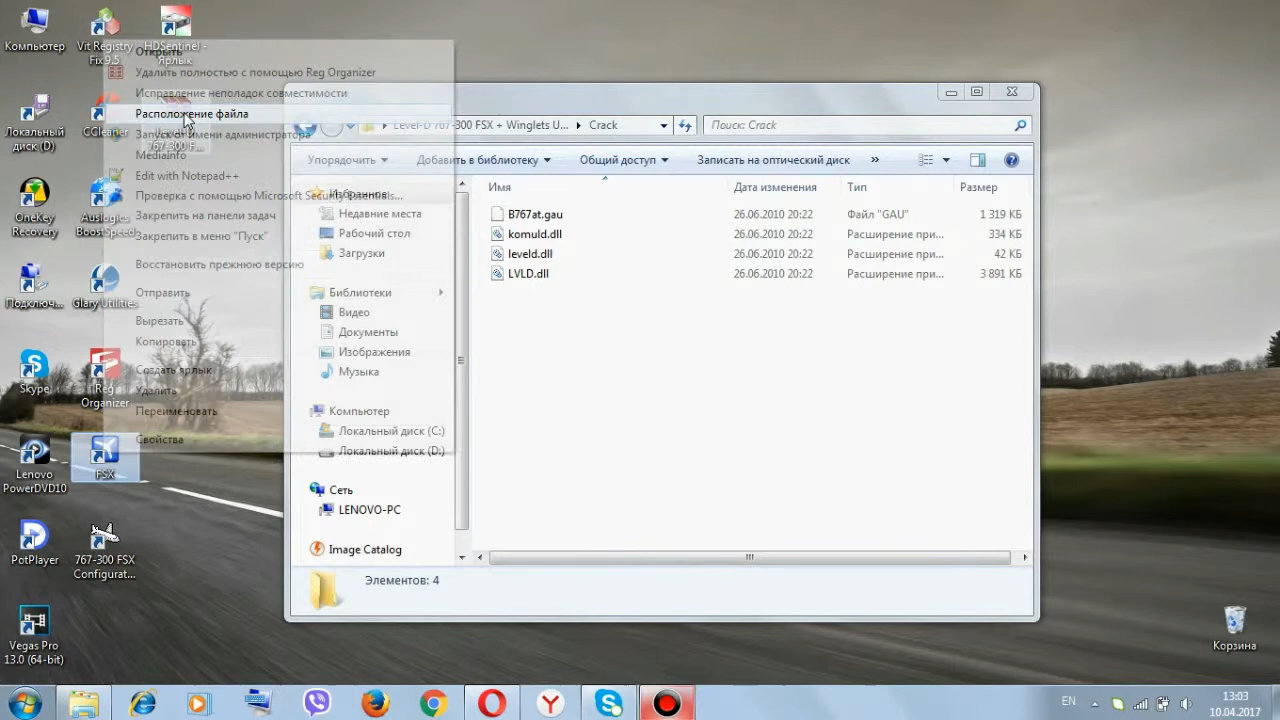 Компьютер
Vit Registry
Fix 9.5
HDSentinel -
Ярлык
Локальный
диск (D)
CCleaner
767-300 F...
OneKey
Recovery
Auslogics
BoostSpeed
Подключ...
Glary Utilities
Skype
Reg
Organizer
Lenovo
PowerDVD10
FSX
PotPlayer
767-300 FSX
Configurat...
Vegas Pro
13.0 (64-bit)
Корзина
Открыть
Удалить полностью с помощью Reg Organizer
Исправление неполадок совместимости
Расположение файла
Запуск от имени администратора
MediaInfo
Edit with Notepad++
Проверка с помощью Microsoft Security Essentials...
Закрепить на панели задач
Закрепить в меню "Пуск"
Восстановить прежнюю версию
Отправить
Вырезать
Копировать
Создать ярлык
Удалить
Переименовать
Свойства
Level-D 767-300 FSX + Winglets U...
Crack
Поиск: Crack
Упорядочить
Добавить в библиотеку
Общий доступ
Записать на оптический диск
»
Избранное
Недавние места
Рабочий стол
Загрузки
Библиотеки
Видео
Документы
Изображения
Музыка
Компьютер
Локальный диск (C:)
Локальный диск (D:)
Сеть
LENOVO-PC
Image Catalog
Имя Дата изменения Тип Размер
B767at.gau 26.06.2010 20:22 Файл "GAU" 1 319 КБ
komuld.dll 26.06.2010 20:22 Расширение при... 334 КБ
leveld.dll 26.06.2010 20:22 Расширение при... 42 КБ
LVLD.dll 26.06.2010 20:22 Расширение при... 3 891 КБ
Элементов: 4
EN
13:03
10.04.2017